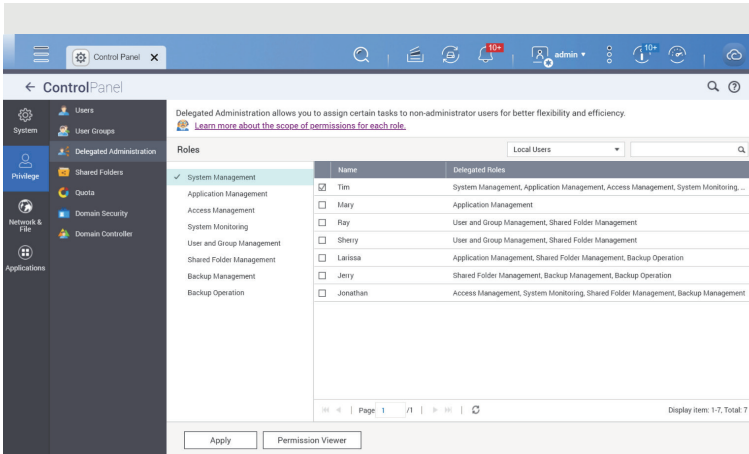 Control Panel
10+
admin
10+
ControlPanel
System
Privilege
Network &
File
Applications
Users
User Groups
Delegated Administration
Shared Folders
Quota
Domain Security
Domain Controller
Delegated Administration allows you to assign certain tasks to non-administrator users for better flexibility and efficiency.
Learn more about the scope of permissions for each role.
Roles
Local Users
System Management
Application Management
Access Management
System Monitoring
User and Group Management
Shared Folder Management
Backup Management
Backup Operation
Name Delegated Roles
Tim System Management, Application Management, Access Management, System Monitoring, ...
Mary Application Management
Ray User and Group Management, Shared Folder Management
Sherry User and Group Management, Shared Folder Management
Larissa Application Management, Shared Folder Management, Backup Operation
Jerry Shared Folder Management, Backup Management, Backup Operation
Jonathan Access Management, System Monitoring, Shared Folder Management, Backup Management
Page 1 /1
Display item: 1-7, Total: 7
Apply
Permission Viewer